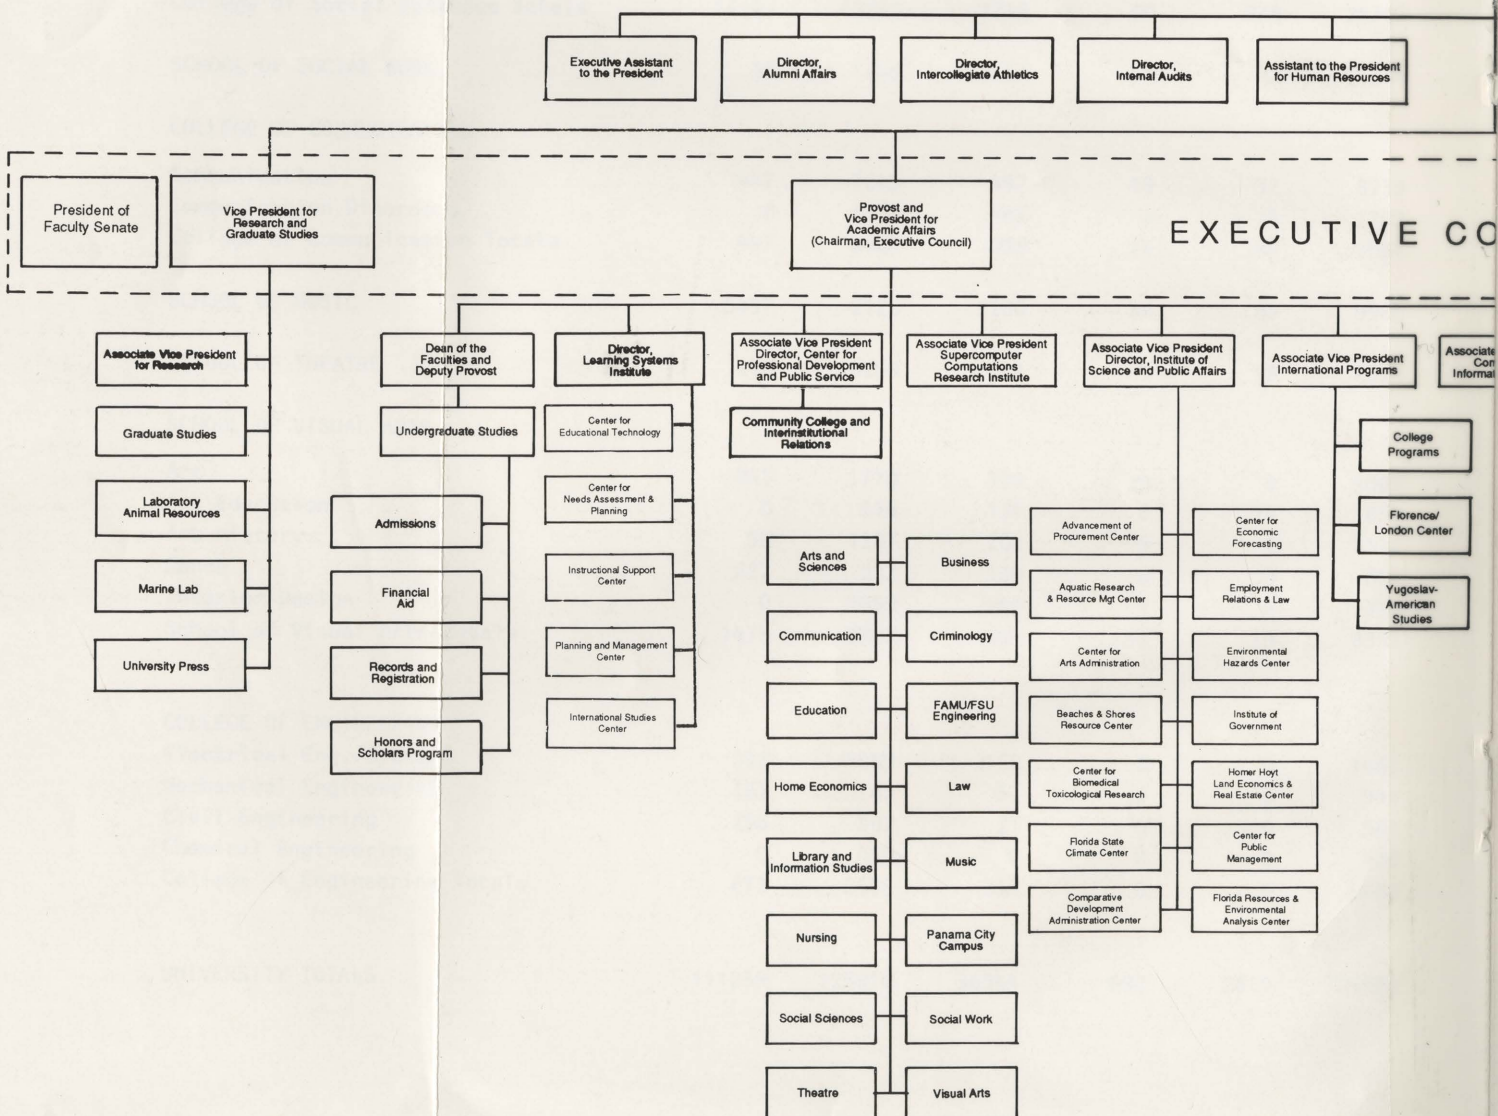 Executive Assistant
to the President
Director,
Alumni Affairs
Director,
Intercollegiate Athletics
Director,
Internal Audits
Assistant to the President
for Human Resources
President of
Faculty Senate
Vice President for
Research and
Graduate Studies
Provost and
Vice President for
Academic Affairs
(Chairman, Executive Council)
EXECUTIVE CO
Associate Vice President
for Research
Graduate Studies
Laboratory
Animal Resources
Marine Lab
University Press
Dean of the
Faculties and
Deputy Provost
Undergraduate Studies
Admissions
Financial
Aid
Records and
Registration
Honors and
Scholars Program
Director,
Learning Systems
Institute
Center for
Educational Technology
Center for
Needs Assessment &
Planning
Instructional Support
Center
Planning and Management
Center
International Studies
Center
Associate Vice President
Director, Center for
Professional Development
and Public Service
Community College and
Interinstitutional
Relations
Associate Vice President
Supercomputer
Computations
Research Institute
Associate Vice President
Director, Institute of
Science and Public Affairs
Associate Vice President
International Programs
Associate
Com
Informat
College
Programs
Florence/
London Center
Yugoslav-
American
Studies
Arts and
Sciences
Business
Communication
Criminology
Education
FAMU/FSU
Engineering
Home Economics
Law
Library and
Information Studies
Music
Nursing
Panama City
Campus
Social Sciences
Social Work
Theatre
Visual Arts
Advancement of
Procurement Center
Center for
Economic
Forecasting
Aquatic Research
& Resource Mgt Center
Employment
Relations & Law
Center for
Arts Administration
Environmental
Hazards Center
Beaches & Shores
Resource Center
Institute of
Government
Center for
Biomedical
Toxicological Research
Homer Hoyt
Land Economics &
Real Estate Center
Florida State
Climate Center
Center for
Public
Management
Comparative
Development
Administration Center
Florida Resources &
Environmental
Analysis Center